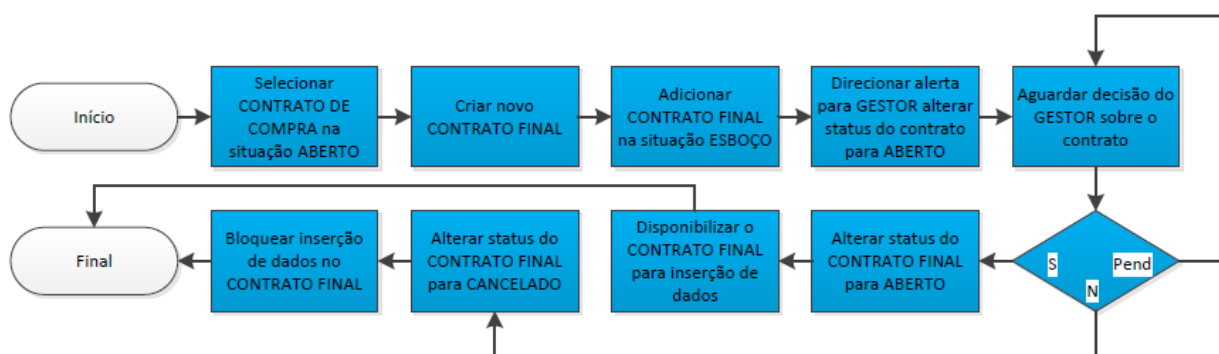 Início
Selecionar
CONTRATO DE
COMPRA na
situação ABERTO
Criar novo
CONTRATO FINAL
Adicionar
CONTRATO FINAL
na situação ESBOÇO
Direcionar alerta
para GESTOR alterar
status do contrato
para ABERTO
Aguardar decisão do
GESTOR sobre o
contrato
Final
Bloquear inserção
de dados no
CONTRATO FINAL
Alterar status do
CONTRATO FINAL
para CANCELADO
Disponibilizar o
CONTRATO FINAL
para inserção de
dados
Alterar status do
CONTRATO FINAL
para ABERTO
S
Pend
N